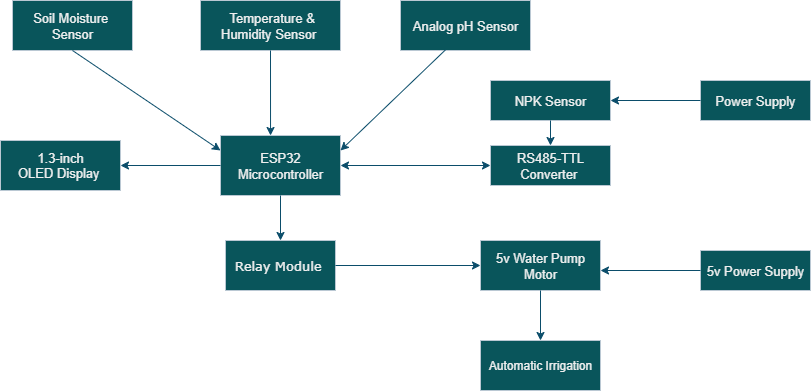 Soil Moisture
Sensor
Temperature &
Humidity Sensor
Analog pH Sensor
NPK Sensor
Power Supply
1.3-inch
OLED Display
ESP32
Microcontroller
RS485-TTL
Converter
Relay Module
5v Water Pump
Motor
5v Power Supply
Automatic Irrigation